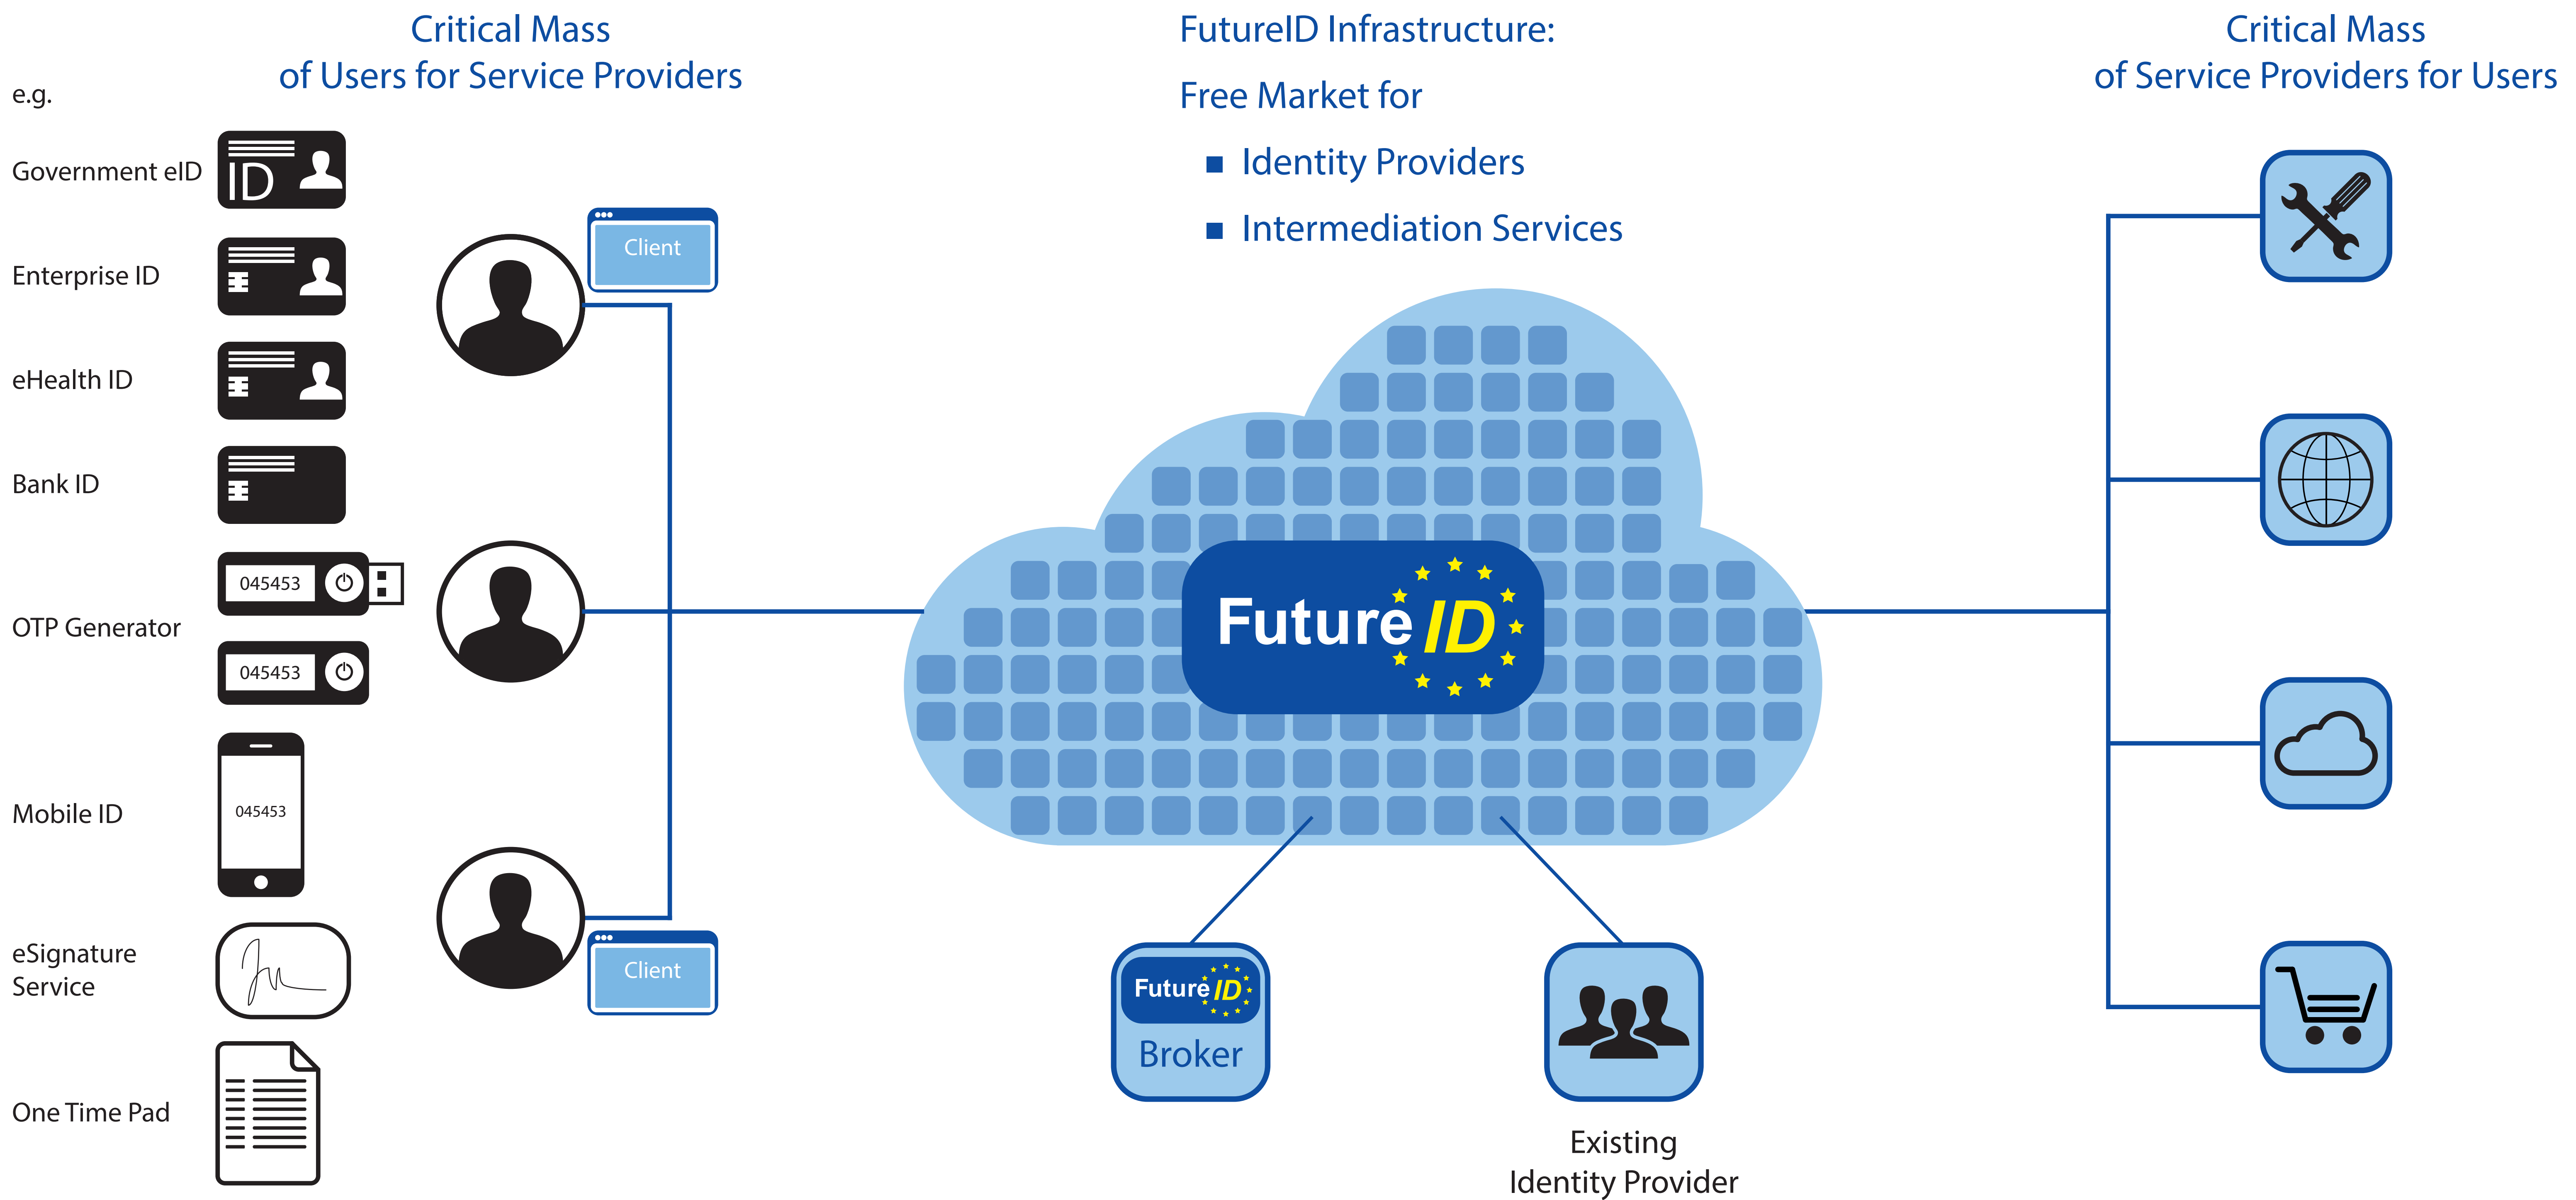 Critical Mass
of Users for Service Providers
e.g.
Government eID
ID
Enterprise ID
eHealth ID
Bank ID
OTP Generator
045453
045453
Mobile ID
045453
eSignature
Service
One Time Pad
Client
Client
FutureID Infrastructure:
Free Market for
Identity Providers
Intermediation Services
Future ID
Future ID
Broker
Existing
Identity Provider
Critical Mass
of Service Providers for Users